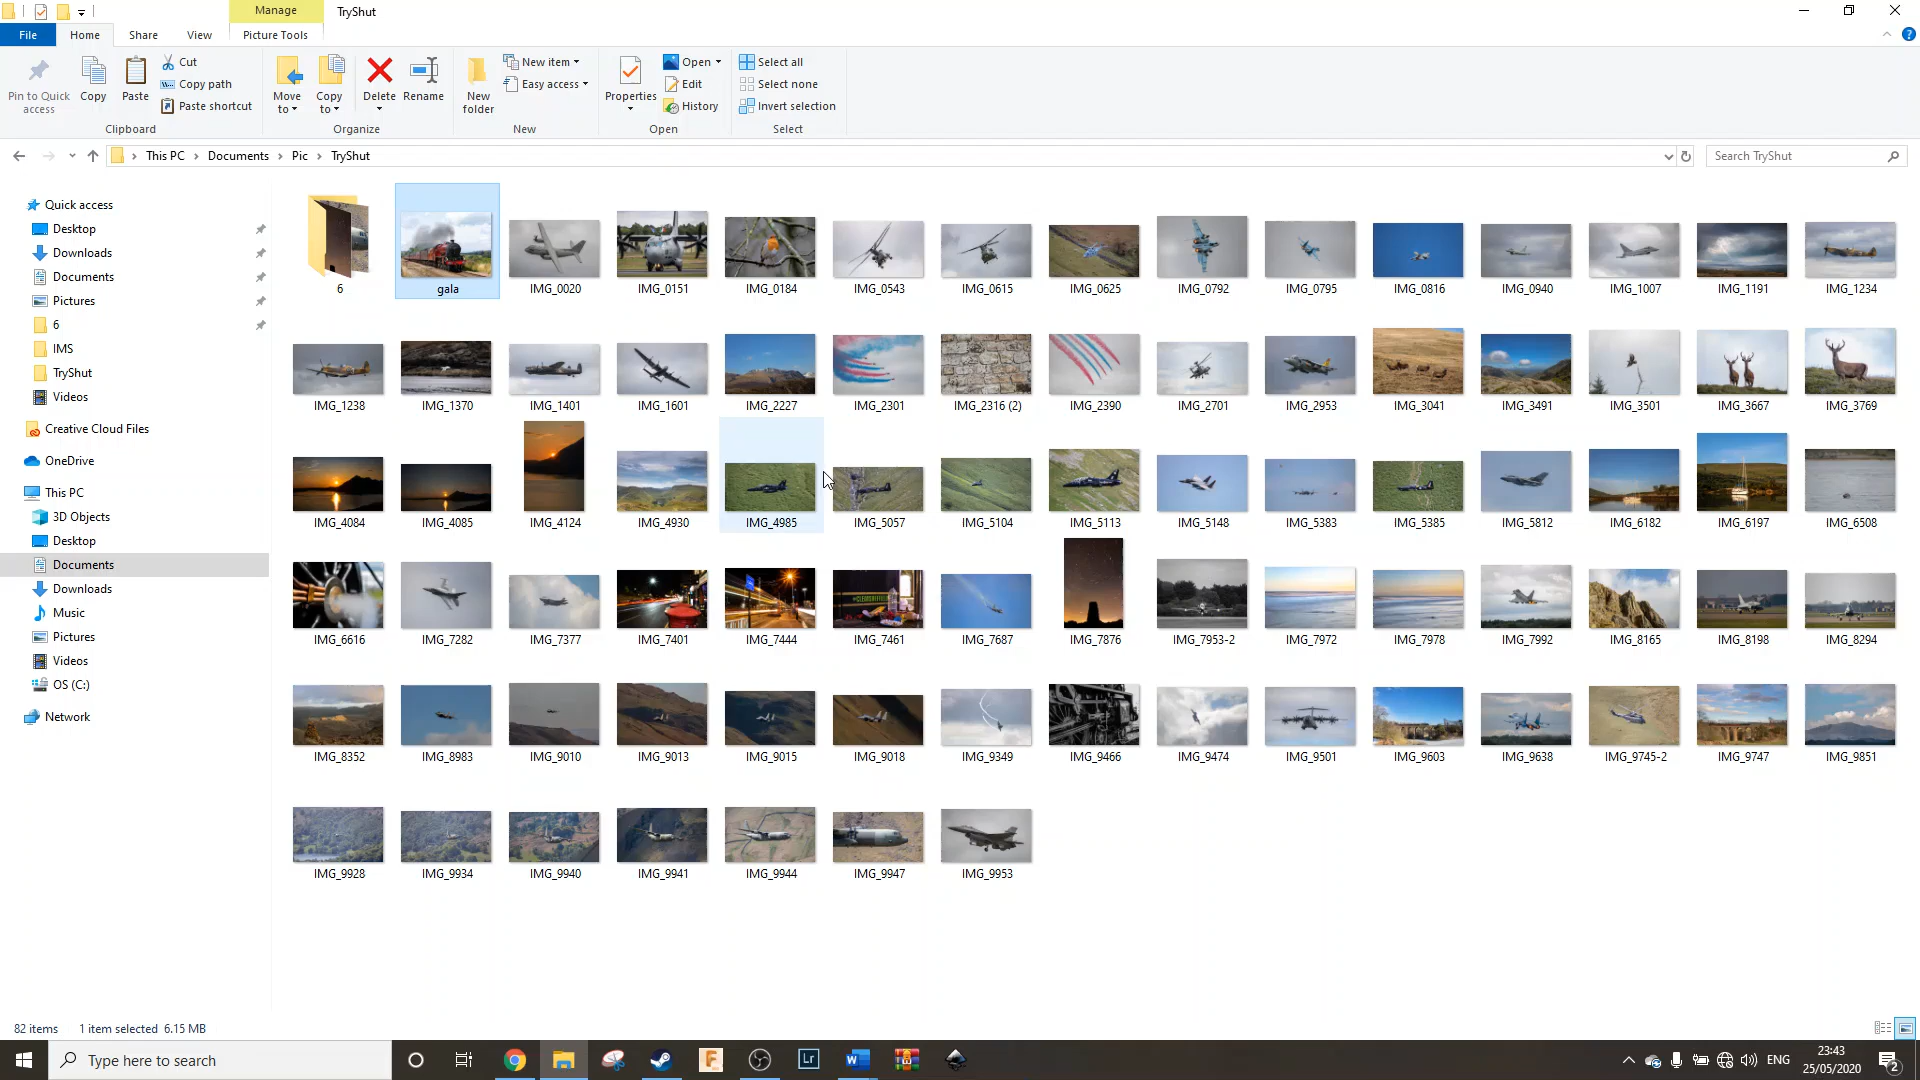 Manage
TryShut
File
Home
Share
View
Picture Tools
Pin to Quick access
Copy
Paste
Cut
Copy path
Paste shortcut
Clipboard
Move to
Copy to
Delete
Rename
Organize
New folder
New item
Easy access
New
Properties
Open
Edit
History
Open
Select all
Select none
Invert selection
Select
This PC
Documents
Pic
TryShut
Search TryShut
Quick access
Desktop
Downloads
Documents
Pictures
6
IMS
TryShut
Videos
Creative Cloud Files
OneDrive
This PC
3D Objects
Desktop
Documents
Downloads
Music
Pictures
Videos
OS (C:)
Network
6 gala IMG_0020 IMG_0151 IMG_0184 IMG_0543 IMG_0615 IMG_0625 IMG_0792 IMG_0795 IMG_0816 IMG_0940 IMG_1007 IMG_1191 IMG_1234
IMG_1238 IMG_1370 IMG_1401 IMG_1601 IMG_2227 IMG_2301 IMG_2316 (2) IMG_2390 IMG_2701 IMG_2953 IMG_3041 IMG_3491 IMG_3501 IMG_3667 IMG_3769
IMG_4084 IMG_4085 IMG_4124 IMG_4930 IMG_4985 IMG_5057 IMG_5104 IMG_5113 IMG_5148 IMG_5383 IMG_5385 IMG_5812 IMG_6182 IMG_6197 IMG_6508
IMG_6616 IMG_7282 IMG_7377 IMG_7401 IMG_7444 IMG_7461 IMG_7687 IMG_7876 IMG_7953-2 IMG_7972 IMG_7978 IMG_7992 IMG_8165 IMG_8198 IMG_8294
IMG_8352 IMG_8983 IMG_9010 IMG_9013 IMG_9015 IMG_9018 IMG_9349 IMG_9466 IMG_9474 IMG_9501 IMG_9603 IMG_9638 IMG_9745-2 IMG_9747 IMG_9851
IMG_9928 IMG_9934 IMG_9940 IMG_9941 IMG_9944 IMG_9947 IMG_9953
82 items 1 item selected 6.15 MB
Type here to search
Lr
ENG
23:43
25/05/2020
2